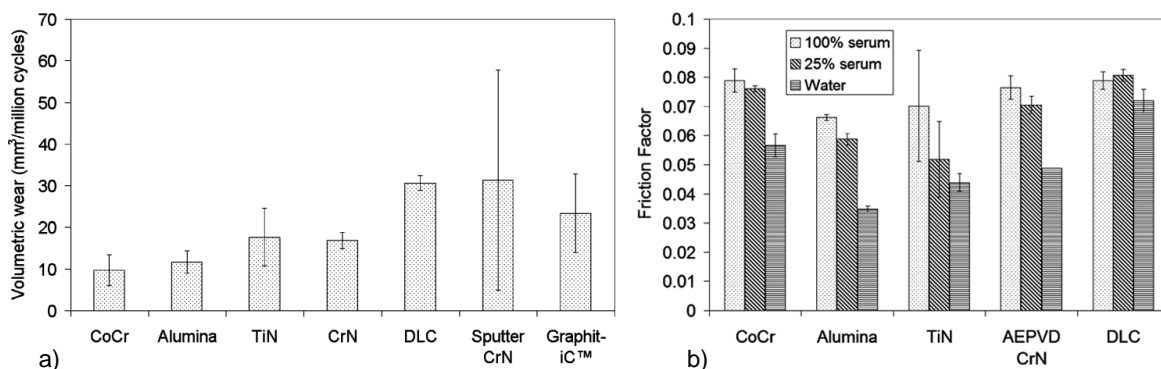 Volumetric wear (mm³/million cycles)
70
60
50
40
30
20
10
0
CoCr
Alumina
TiN
CrN
DLC
Sputter
CrN
Graphit-
iC™
a)
Friction Factor
0.1
0.09
0.08
0.07
0.06
0.05
0.04
0.03
0.02
0.01
0
100% serum
25% serum
Water
CoCr
Alumina
TiN
AEPVD
CrN
DLC
b)